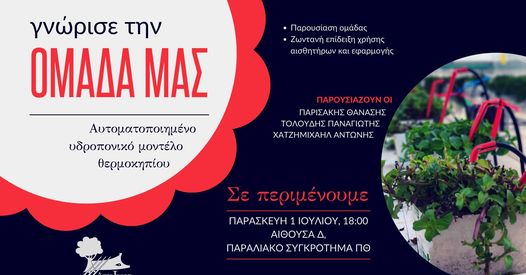 γνώρισε την
ΟΜΑΔΑ ΜΑΣ
Αυτοματοποιημένο
υδροπονικό μοντέλο
θερμοκηπίου
• Παρουσίαση ομάδας
• Ζωντανή επίδειξη χρήσης
αισθητήρων και εφαρμογής
ΠΑΡΟΥΣΙΑΖΟΥΝ ΟΙ
ΠΑΡΙΣΑΚΗΣ ΘΑΝΑΣΗΣ
ΤΟΛΟΥΔΗΣ ΠΑΝΑΓΙΩΤΗΣ
ΧΑΤΖΗΜΙΧΑΗΛ ΑΝΤΩΝΗΣ
Σε περιμένουμε
ΠΑΡΑΣΚΕΥΗ 1 ΙΟΥΛΙΟΥ, 18:00
ΑΙΘΟΥΣΑ Δ,
ΠΑΡΑΛΙΑΚΟ ΣΥΓΚΡΟΤΗΜΑ ΠΘ